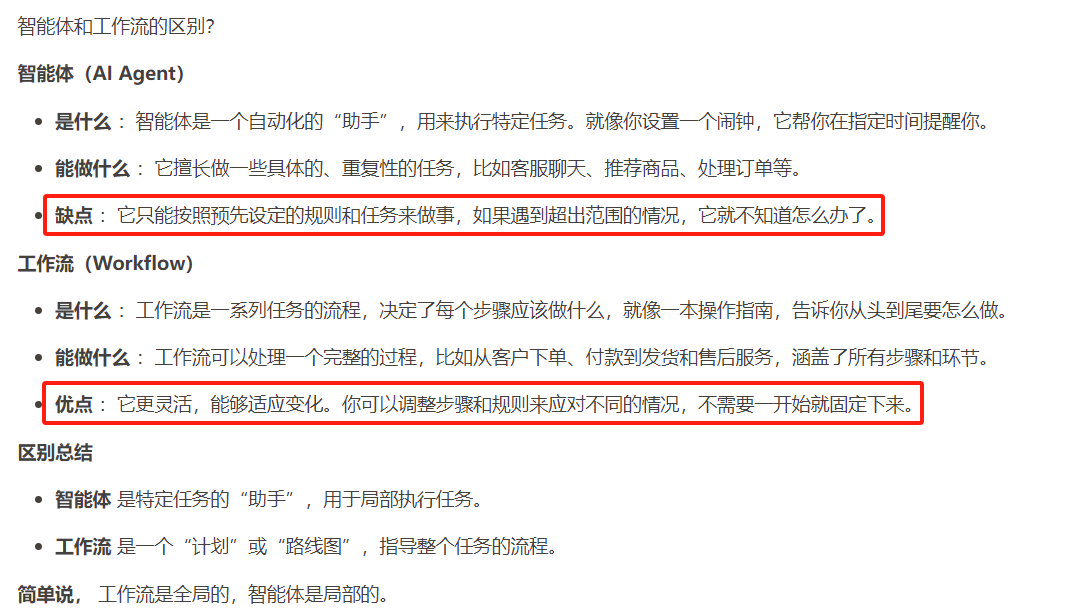 智能体和工作流的区别？
智能体（AI Agent）
• 是什么 ：智能体是一个自动化的“助手”，用来执行特定任务。就像你设置一个闹钟，它帮你在指定时间提醒你。
• 能做什么 ：它擅长做一些具体的、重复性的任务，比如客服聊天、推荐商品、处理订单等。
• 缺点 ：它只能按照预先设定的规则和任务来做事，如果遇到超出范围的情况，它就不知道怎么办了。
工作流（Workflow）
• 是什么 ：工作流是一系列任务的流程，决定了每个步骤应该做什么，就像一本操作指南，告诉你从头到尾要怎么做。
• 能做什么 ：工作流可以处理一个完整的过程，比如从客户下单、付款到发货和售后服务，涵盖了所有步骤和环节。
• 优点 ：它更灵活，能够适应变化。你可以调整步骤和规则来应对不同的情况，不需要一开始就固定下来。
区别总结
• 智能体 是特定任务的“助手”，用于局部执行任务。
• 工作流 是一个“计划”或“路线图”，指导整个任务的流程。
简单说， 工作流是全局的，智能体是局部的。